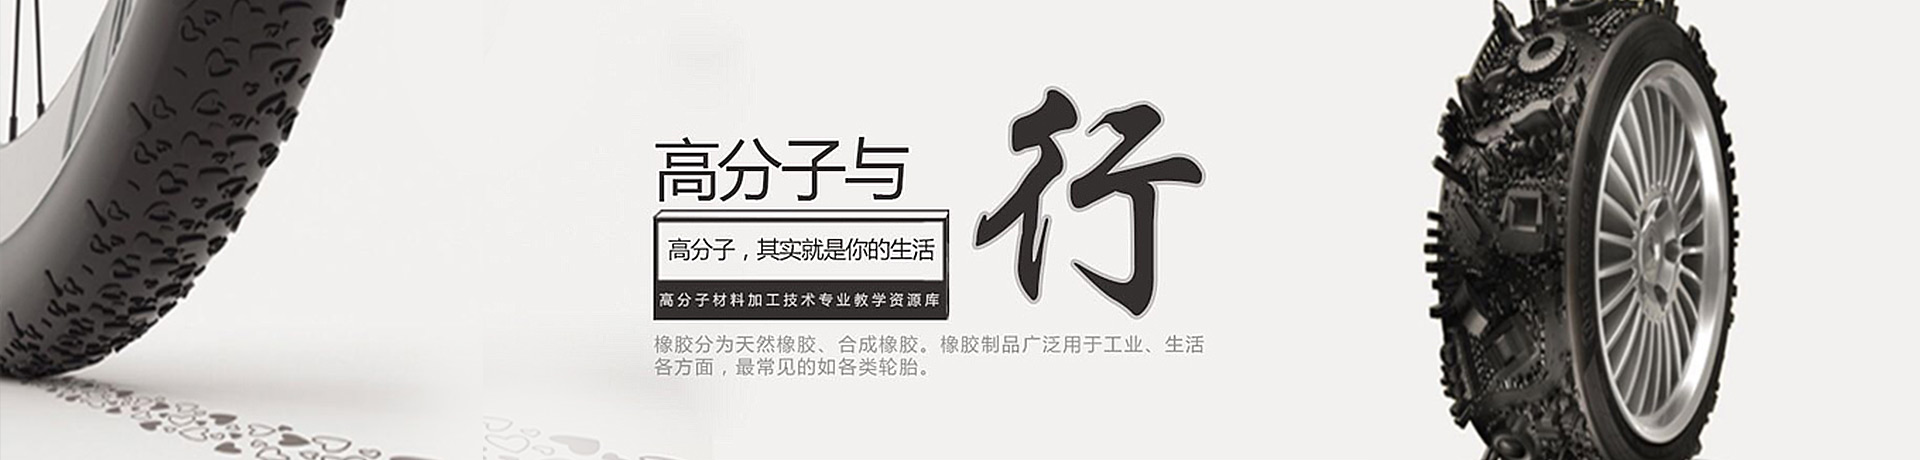 高分子与
行
高分子，其实就是你的生活
高分子材料加工技术专业教学资源库
橡胶分为天然橡胶、合成橡胶。橡胶制品广泛用于工业、生活
各方面，最常见的如各类轮胎。